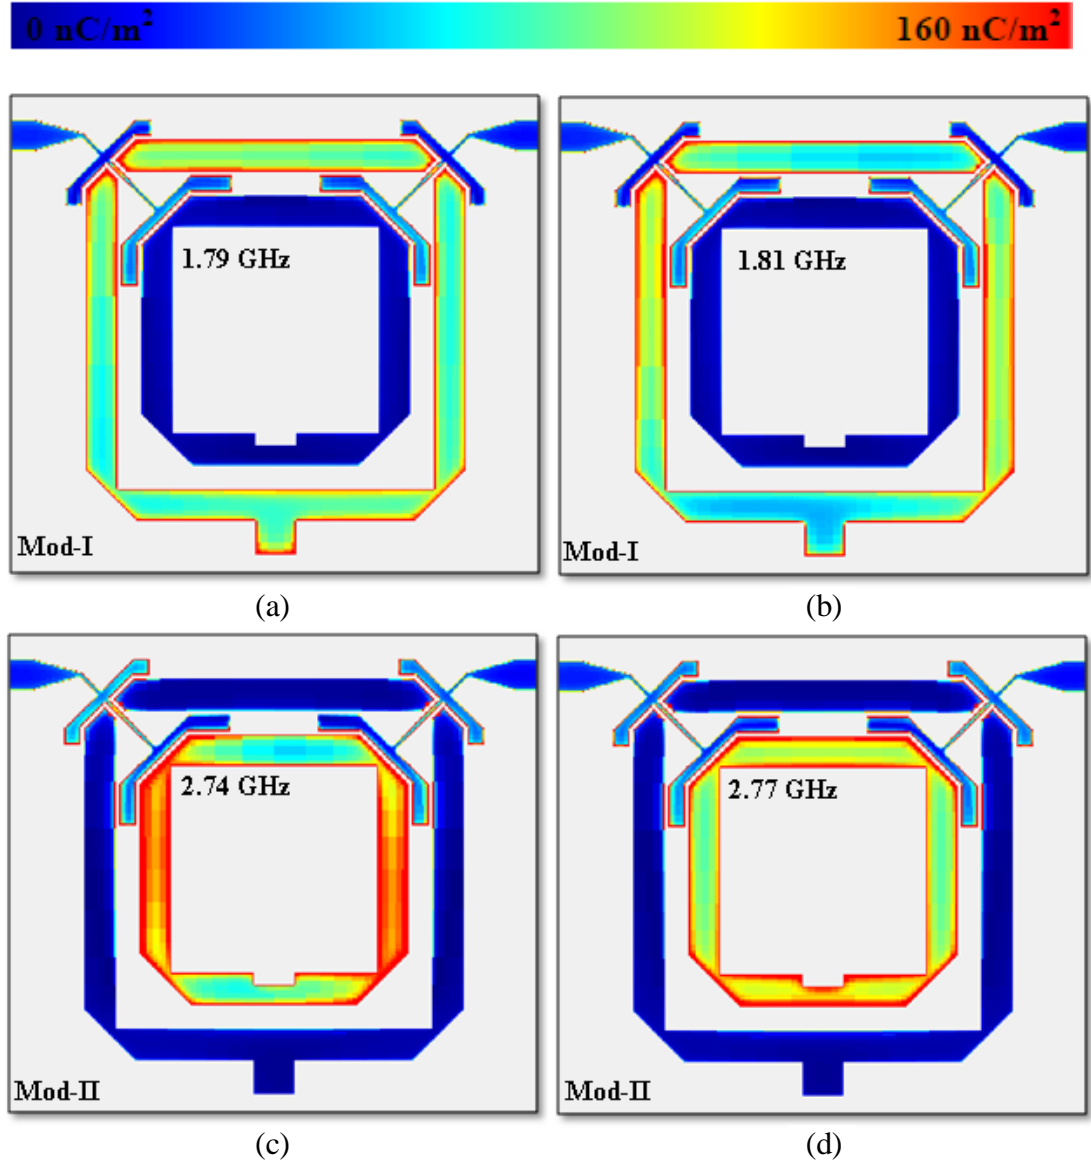 0 nC/m² 160 nC/m²
1.79 GHz 1.81 GHz
Mod-I Mod-I
(a) (b)
2.74 GHz 2.77 GHz
Mod-II Mod-II
(c) (d)